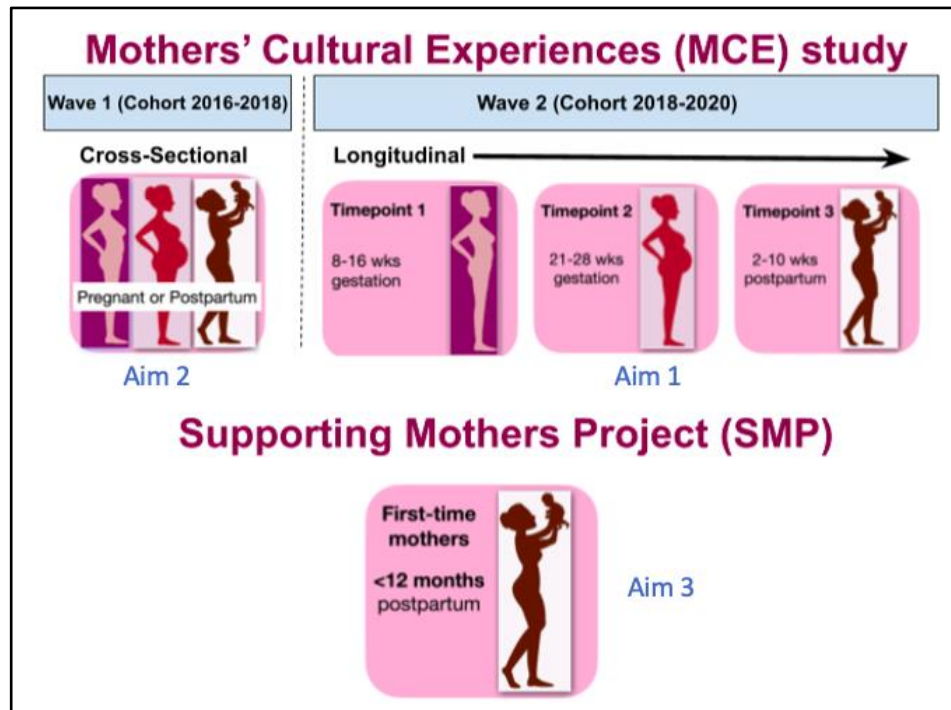 Mothers’ Cultural Experiences (MCE) study
Wave 1 (Cohort 2016-2018)
Wave 2 (Cohort 2018-2020)
Cross-Sectional
Longitudinal
Pregnant or Postpartum
Timepoint 1
8-16 wks
gestation
Timepoint 2
21-28 wks
gestation
Timepoint 3
2-10 wks
postpartum
Aim 2
Aim 1
Supporting Mothers Project (SMP)
First-time
mothers
<12 months
postpartum
Aim 3